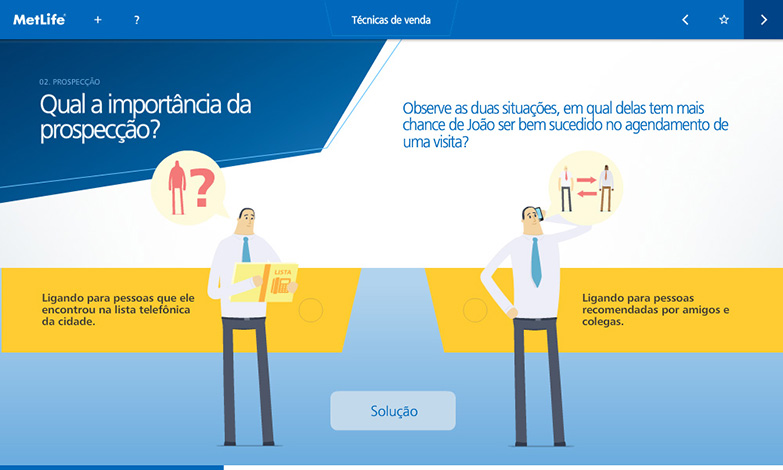 MetLife
+
?
Técnicas de venda
02. PROSPECÇÃO
Qual a importância da
prospecção?
Observe as duas situações, em qual delas tem mais
chance de João ser bem sucedido no agendamento de
uma visita?
?
LISTA
Ligando para pessoas que ele
encontrou na lista telefônica
da cidade.
Ligando para pessoas
recomendadas por amigos e
colegas.
Solução